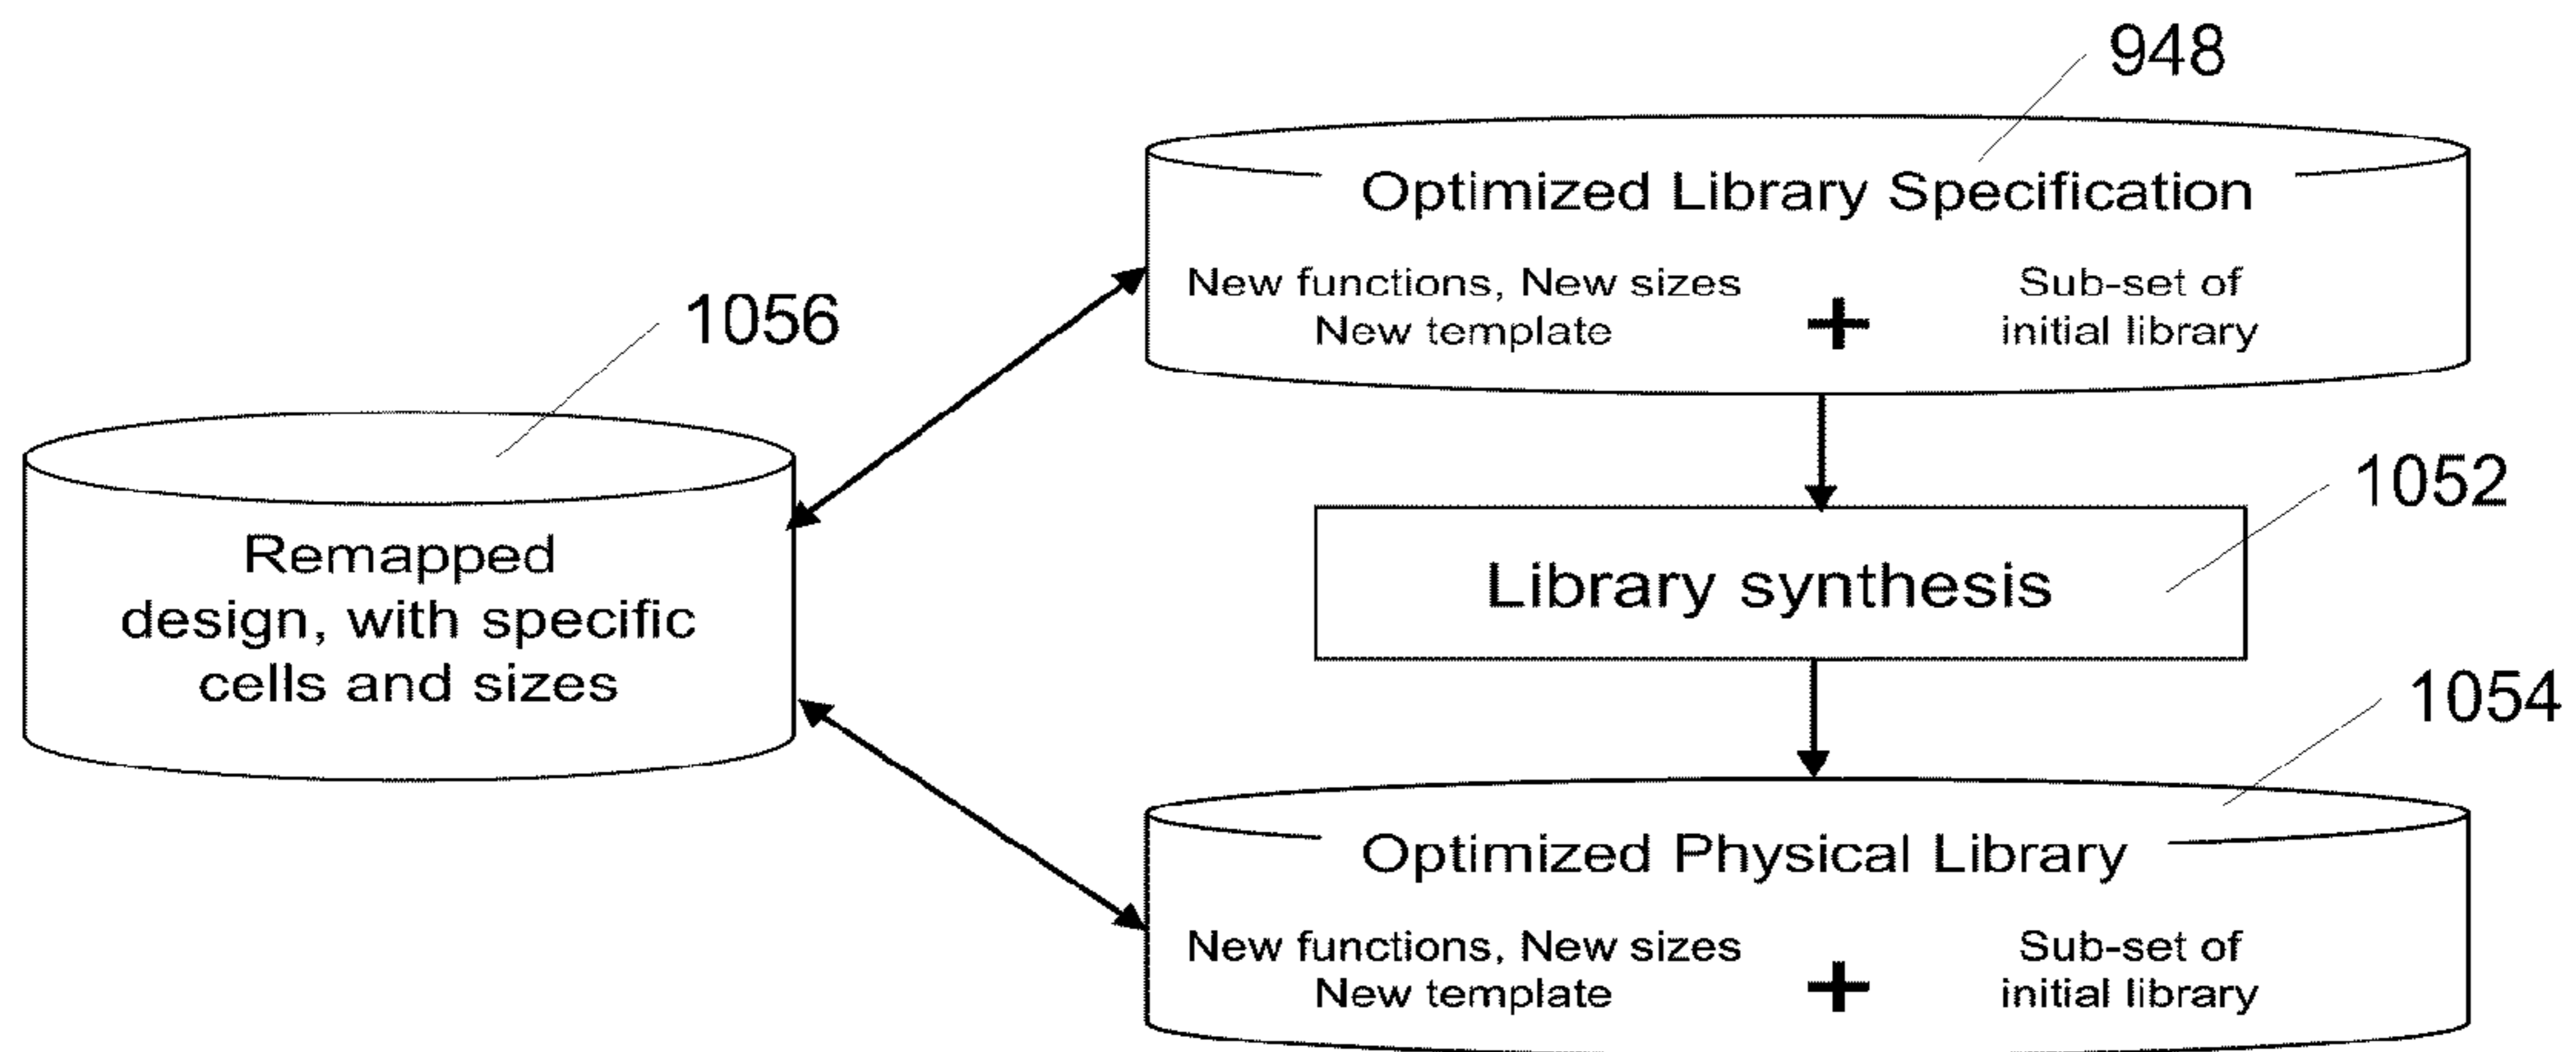 948
Optimized Library Specification
New functions, New sizes
New template
+
Sub-set of
initial library
1056
Remapped
design, with specific
cells and sizes
1052
Library synthesis
1054
Optimized Physical Library
New functions, New sizes
New template
+
Sub-set of
initial library